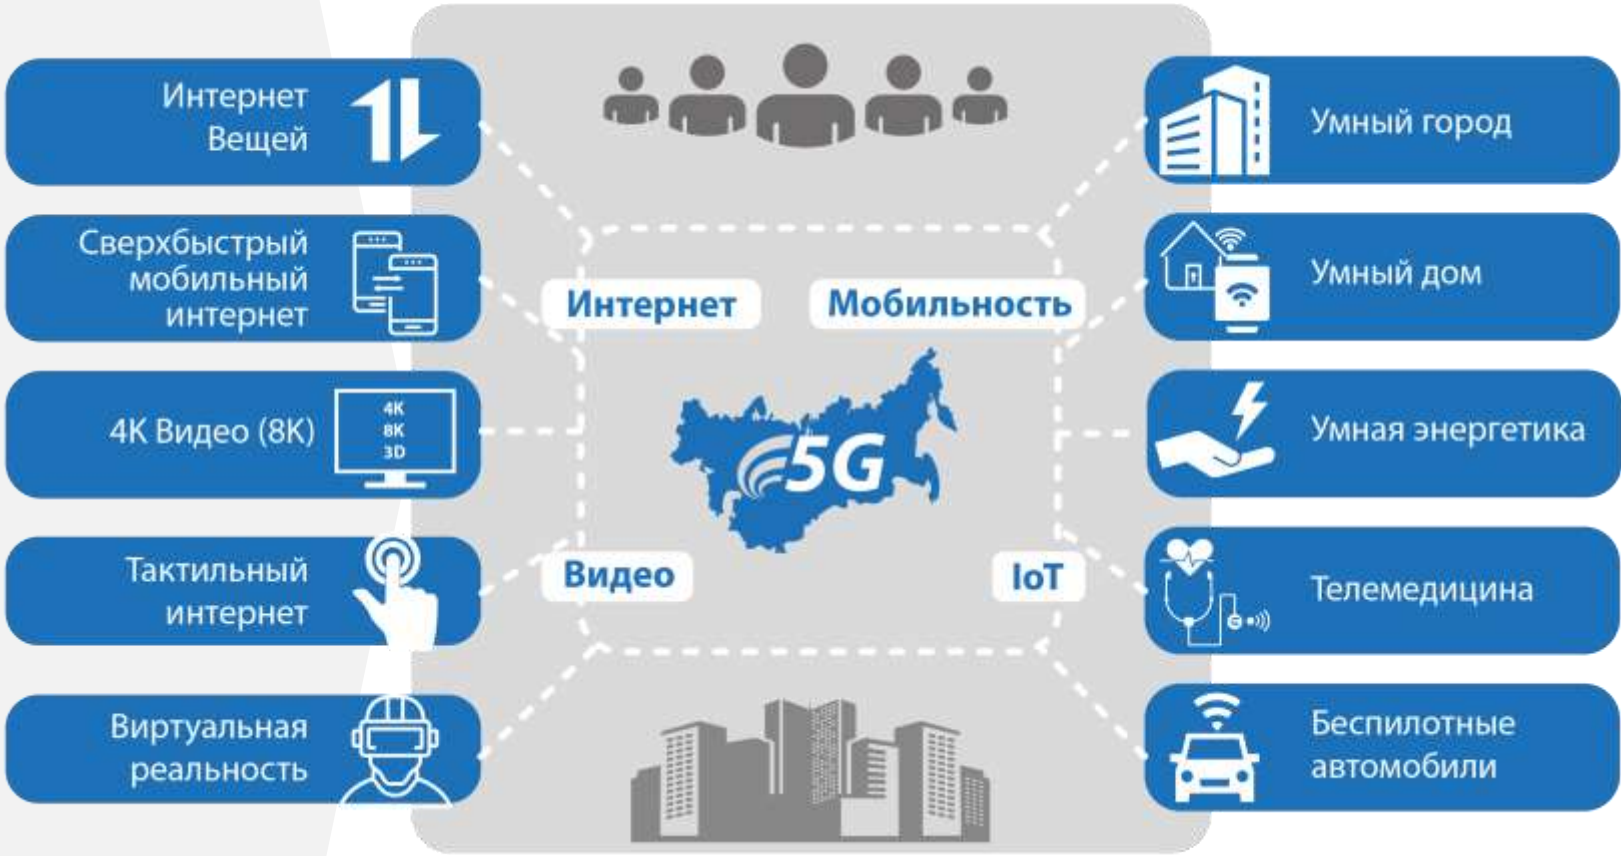 Интернет
Вещей
Сверхбыстрый
мобильный
интернет
4K Видео (8K)
4K
8K
3D
Тактильный
интернет
Виртуальная
реальность
Интернет
Мобильность
5G
Видео
IoT
Умный город
Умный дом
Умная энергетика
Телемедицина
Беспилотные
автомобили